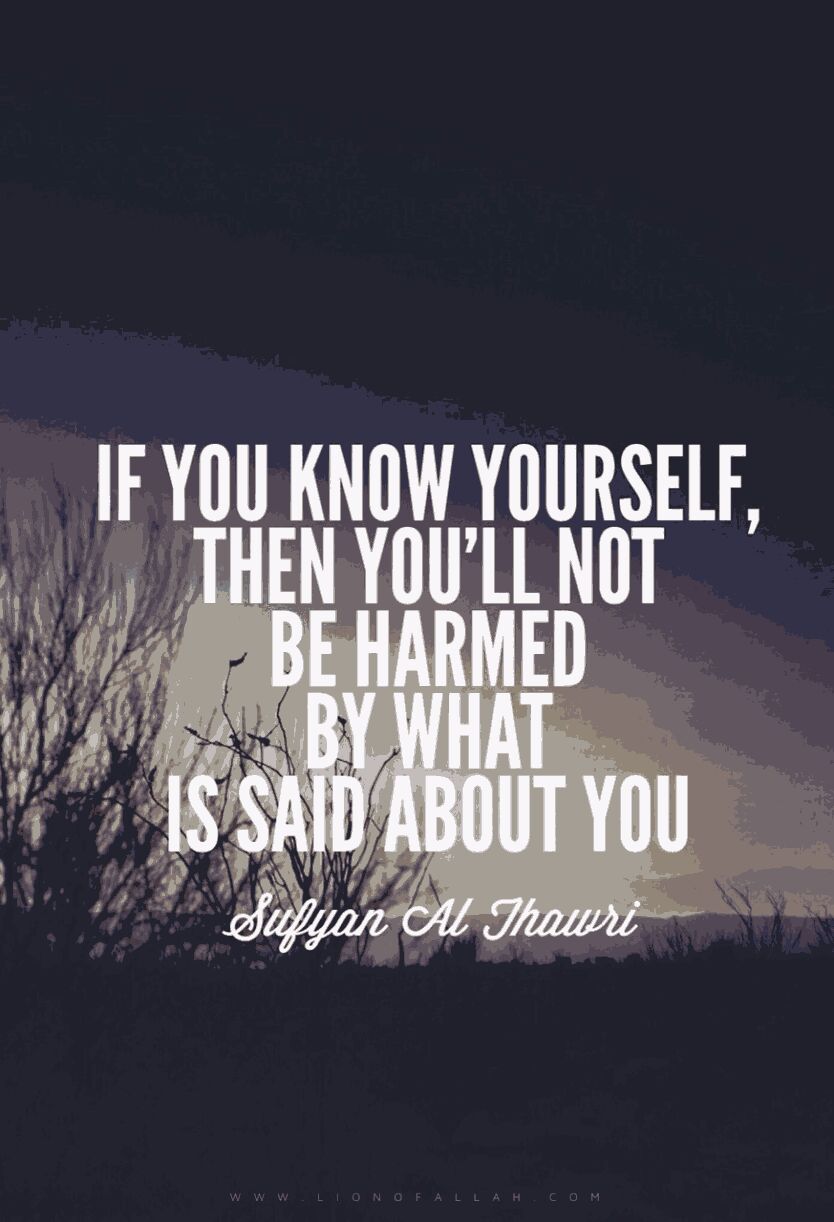 IF YOU KNOW YOURSELF,
THEN YOU'LL NOT
BE HARMED
BY WHAT
IS SAID ABOUT YOU
Sufyan Al Thawri
WWW.LIONOFALLAH.COM